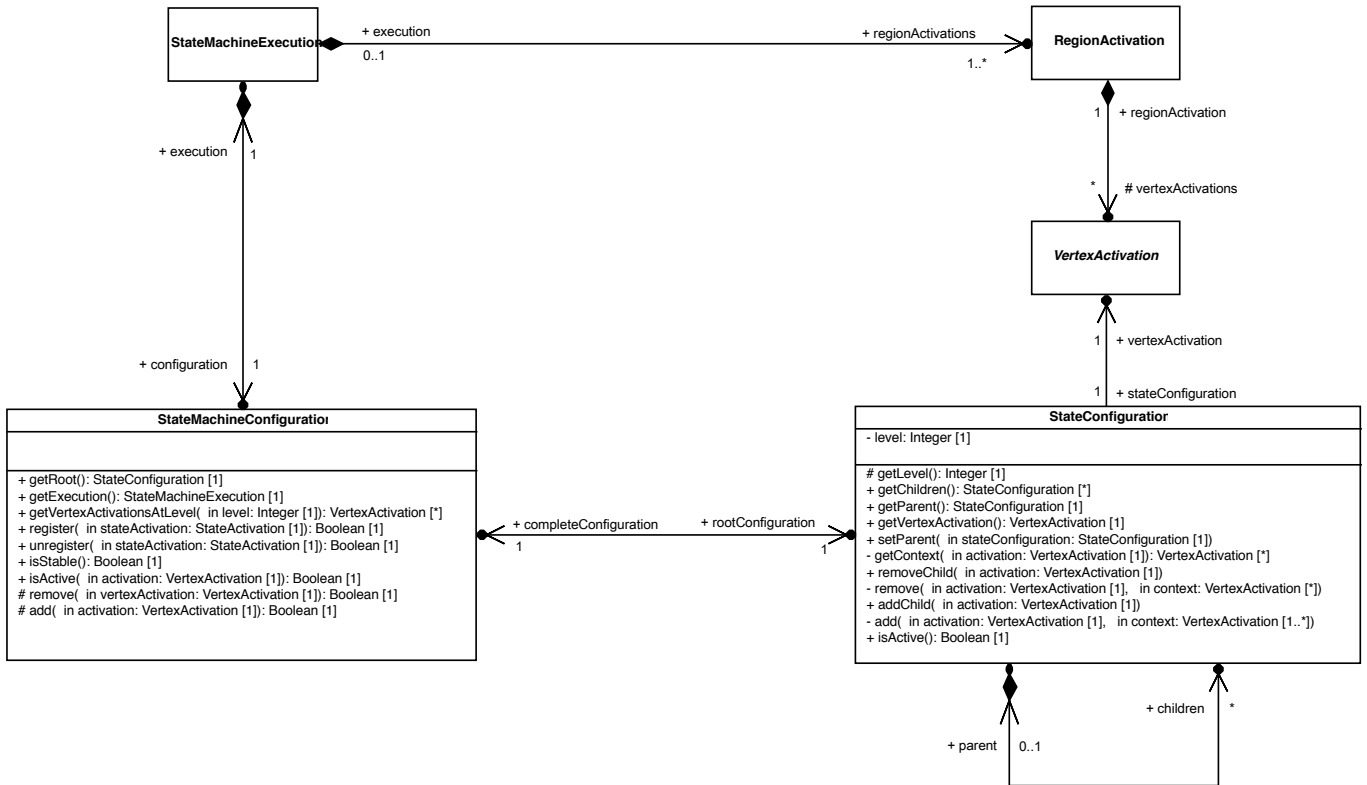 StateMachineExecution
+ execution
0..1
+ regionActivations
1..*
RegionActivation
1
+ regionActivation
+ execution
1
*
# vertexActivations
VertexActivation
1
+ vertexActivation
+ configuration
1
1
+ stateConfiguration
StateMachineConfiguration
+ getRoot(): StateConfiguration [1]
+ getExecution(): StateMachineExecution [1]
+ getVertexActivationsAtLevel( in level: Integer [1]): VertexActivation [*]
+ register( in stateActivation: StateActivation [1]): Boolean [1]
+ unregister( in stateActivation: StateActivation [1]): Boolean [1]
+ isStable(): Boolean [1]
+ isActive( in activation: VertexActivation [1]): Boolean [1]
# remove( in vertexActivation: VertexActivation [1]): Boolean [1]
# add( in activation: VertexActivation [1]): Boolean [1]
+ completeConfiguration
1
+ rootConfiguration
1
StateConfiguration
- level: Integer [1]
# getLevel(): Integer [1]
+ getChildren(): StateConfiguration [*]
+ getParent(): StateConfiguration [1]
+ getVertexActivation(): VertexActivation [1]
+ setParent( in stateConfiguration: StateConfiguration [1])
- getContext( in activation: VertexActivation [1]): VertexActivation [*]
+ removeChild( in activation: VertexActivation [1])
- remove( in activation: VertexActivation [1], in context: VertexActivation [*])
+ addChild( in activation: VertexActivation [1])
- add( in activation: VertexActivation [1], in context: VertexActivation [1..*])
+ isActive(): Boolean [1]
+ children
*
+ parent
0..1